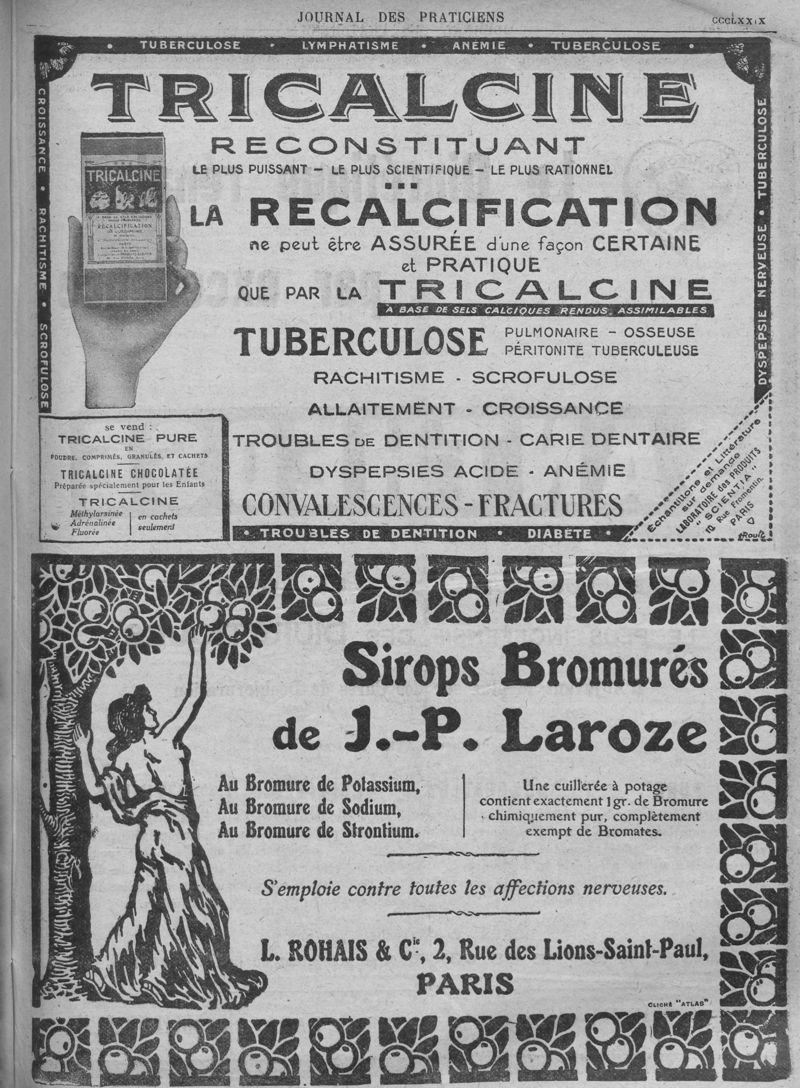 JOURNAL DES PRATICIENS
CCCLXXIX
• TUBERCULOSE • LYMPHATISME • ANÉMIE • TUBERCULOSE •
CROISSANCE • RACHITISME • SCROFULOSE
DYSPEPSIE NERVEUSE • TUBERCULOSE
TRICALCINE
RECONSTITUANT
LE PLUS PUISSANT – LE PLUS SCIENTIFIQUE – LE PLUS RATIONNEL
TRICALCINE
RECALCIFICATION
LA RECALCIFICATION
ne peut être ASSURÉE d'une façon CERTAINE
et PRATIQUE
QUE PAR LA TRICALCINE
A BASE DE SELS CALCIQUES RENDUS ASSIMILABLES
TUBERCULOSE PULMONAIRE – OSSEUSE
PÉRITONITE TUBERCULEUSE
RACHITISME - SCROFULOSE
ALLAITEMENT - CROISSANCE
TROUBLES DE DENTITION - CARIE DENTAIRE
DYSPEPSIES ACIDE - ANÉMIE
CONVALESCENCES - FRACTURES
• TROUBLES DE DENTITION • DIABÈTE •
se vend :
TRICALCINE PURE
EN
POUDRE, COMPRIMÉS, GRANULÉS, ET CACHETS
TRICALCINE CHOCOLATÉE
Préparée spécialement pour les Enfants
TRICALCINE
Méthylarsinée
Adrénalinée
Fluorée
en cachets
seulement
Échantillons et Littérature
sur demande
LABORATOIRE DES PRODUITS
"SCIENTIA"
10, Rue Fromentin.
PARIS
Sirops Bromurés
de J.-P. Laroze
Au Bromure de Potassium,
Au Bromure de Sodium,
Au Bromure de Strontium.
Une cuillerée à potage
contient exactement 1 gr. de Bromure
chimiquement pur, complètement
exempt de Bromates.
S'emploie contre toutes les affections nerveuses.
L. ROHAIS & Cie, 2, Rue des Lions-Saint-Paul,
PARIS
CLICHÉ "ATLAS"